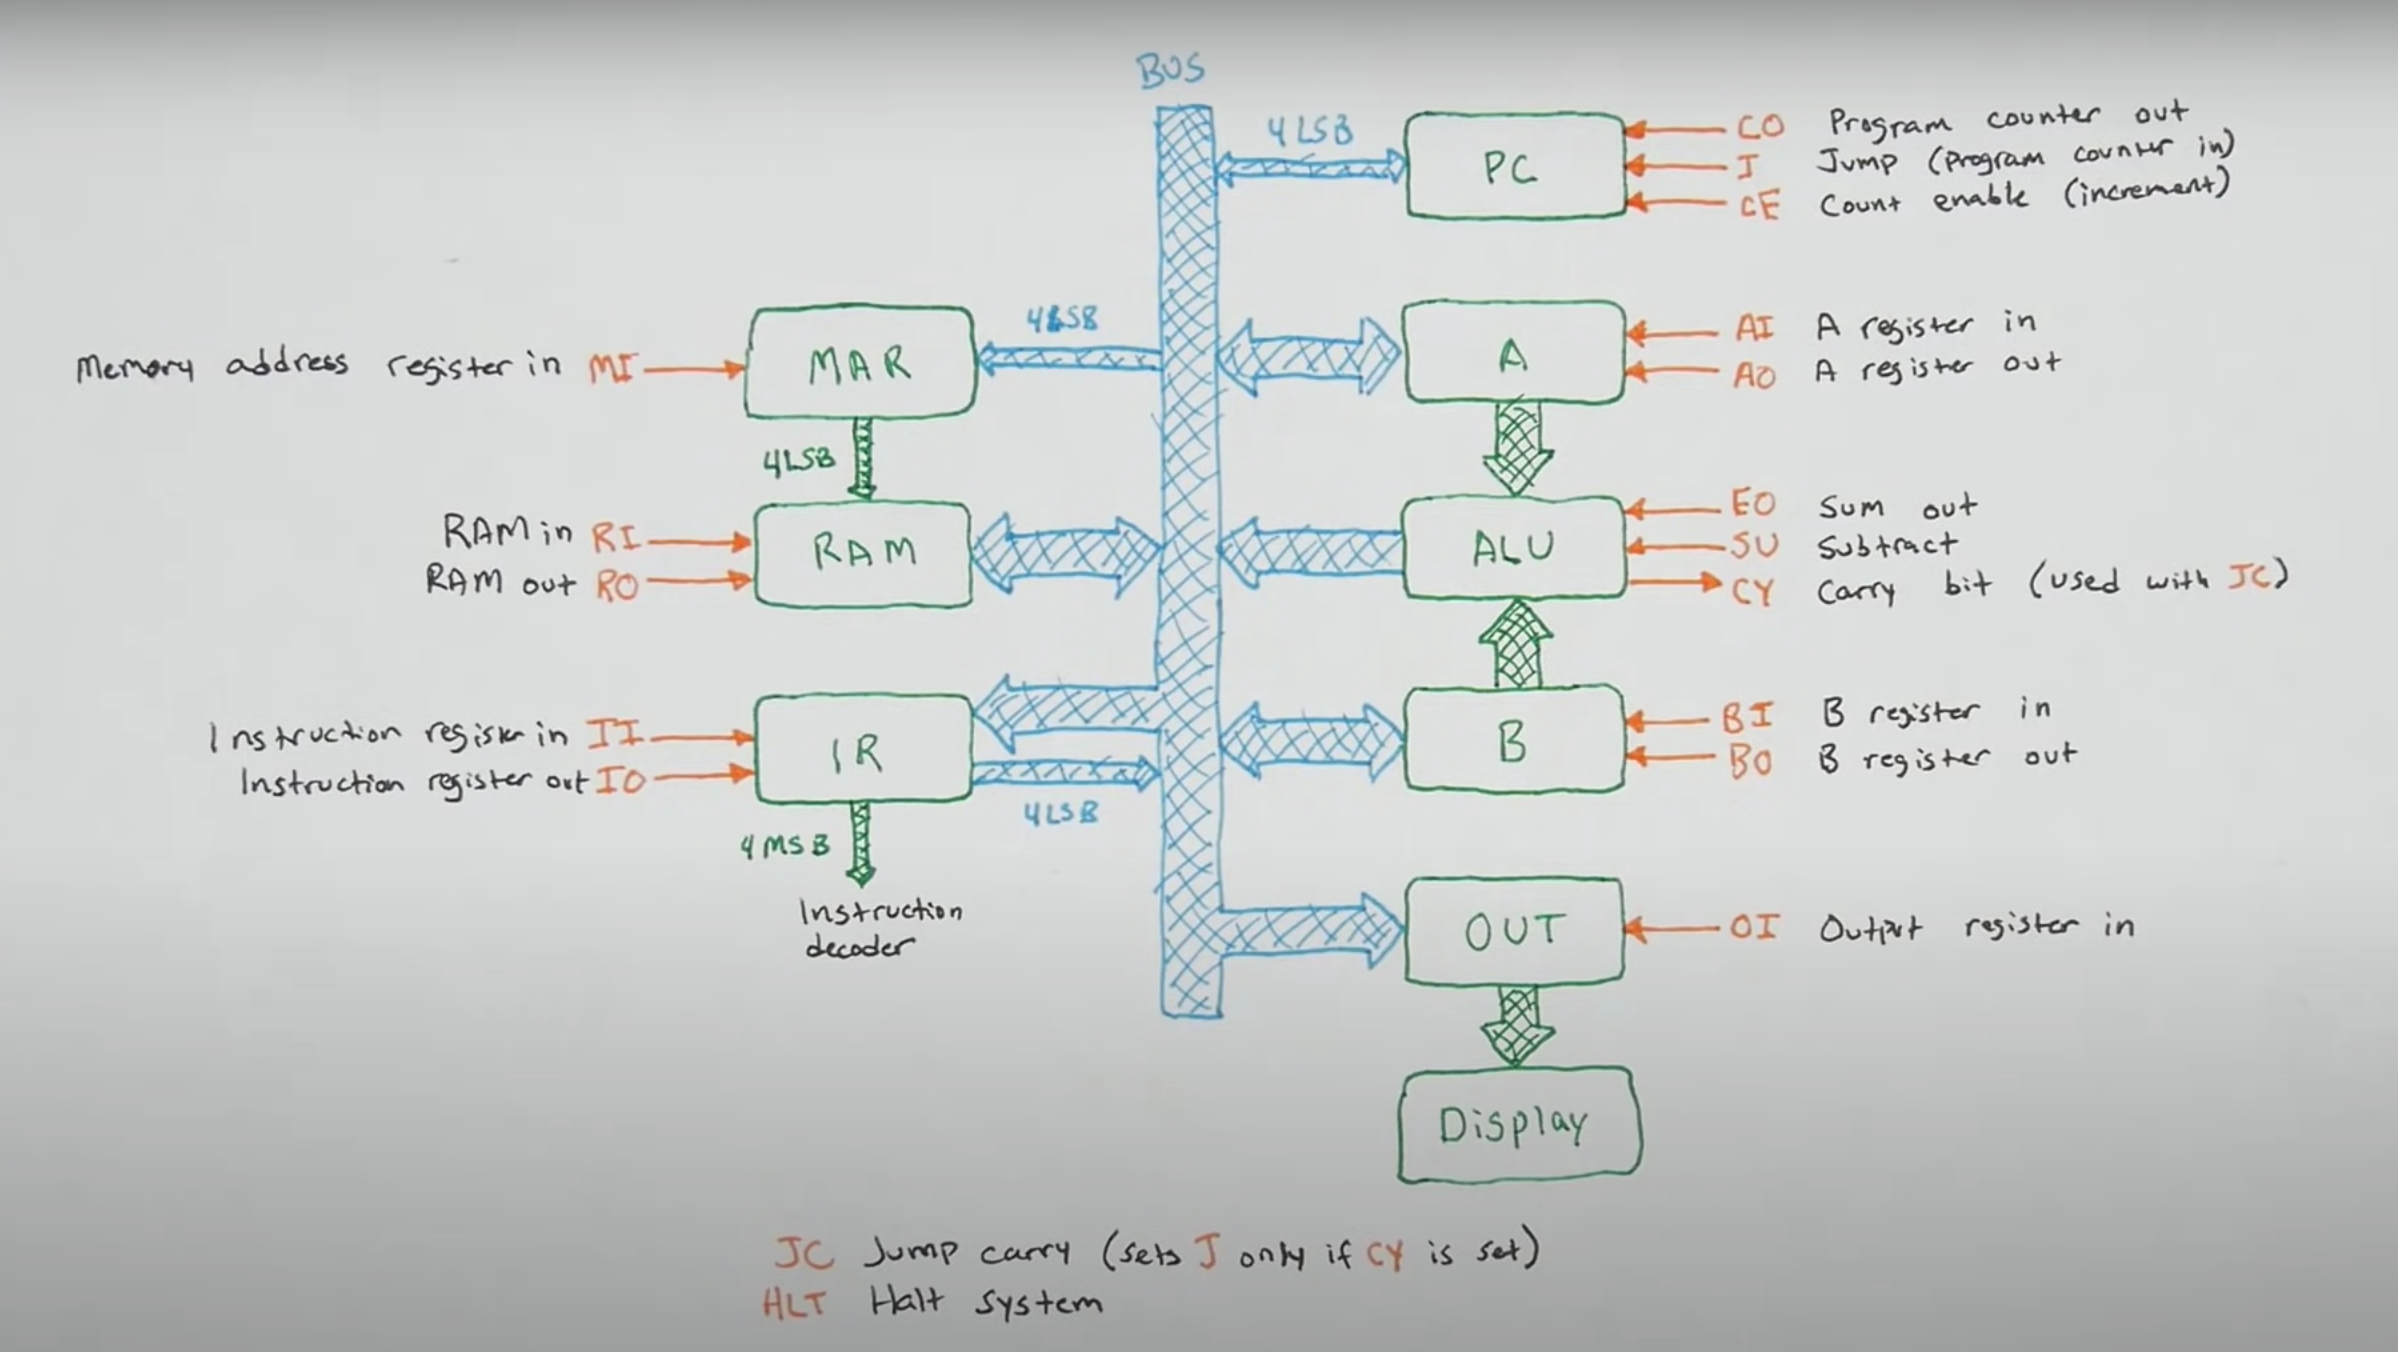 BUS
4 LSB
PC
CO Program counter out
J Jump (program counter in)
CE Count enable (increment)
Memory address register in MI
MAR
4LSB
A
AI A register in
AO A register out
4LSB
RAM in RI
RAM out RO
RAM
ALU
EO Sum out
SU Subtract
CY Carry bit (used with JC)
Instruction register in II
Instruction register out IO
IR
4LSB
B
BI B register in
BO B register out
4 MSB
Instruction
decoder
OUT
OI Output register in
Display
JC Jump carry (sets J only if CY is set)
HLT Halt system